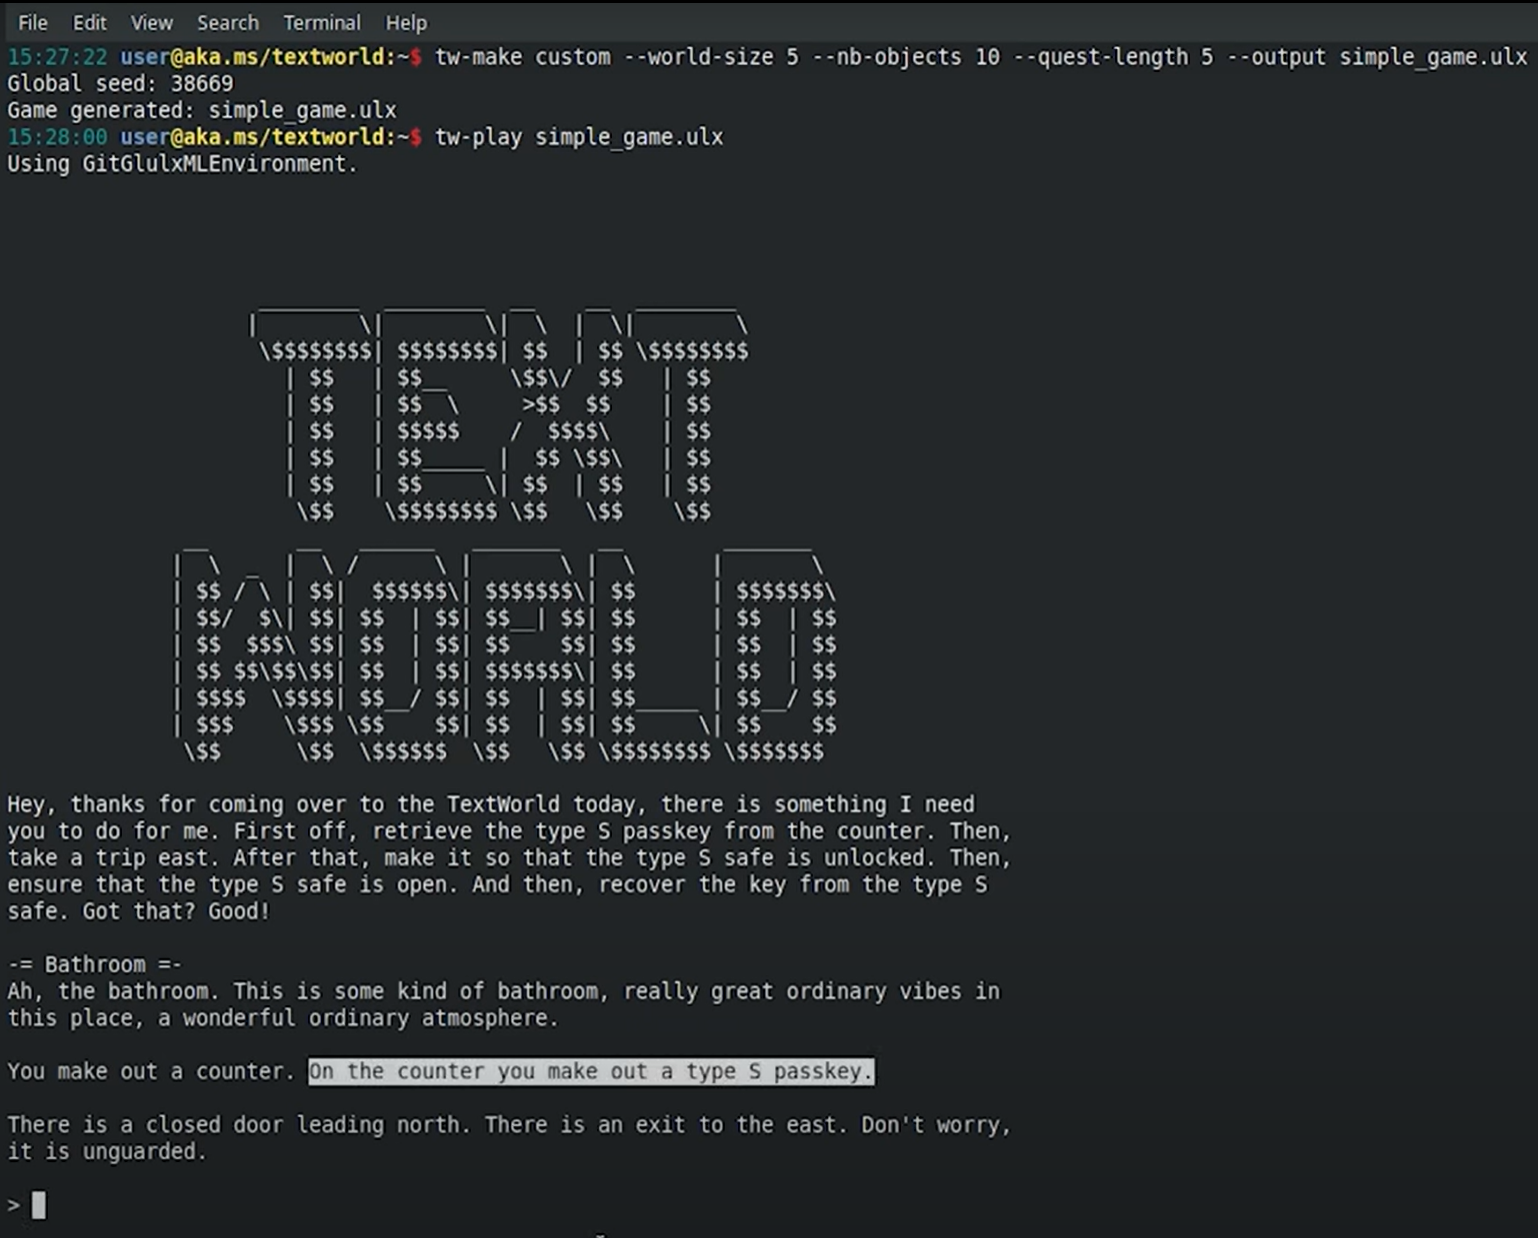 File Edit View Search Terminal Help
15:27:22 user@aka.ms/textworld:~$ tw-make custom --world-size 5 --nb-objects 10 --quest-length 5 --output simple_game.ulx
Global seed: 38669
Game generated: simple_game.ulx
15:28:00 user@aka.ms/textworld:~$ tw-play simple_game.ulx
Using GitGlulxMLEnvironment.
TEXT
WORLD
Hey, thanks for coming over to the TextWorld today, there is something I need
you to do for me. First off, retrieve the type S passkey from the counter. Then,
take a trip east. After that, make it so that the type S safe is unlocked. Then,
ensure that the type S safe is open. And then, recover the key from the type S
safe. Got that? Good!
-= Bathroom =-
Ah, the bathroom. This is some kind of bathroom, really great ordinary vibes in
this place, a wonderful ordinary atmosphere.
You make out a counter. On the counter you make out a type S passkey.
There is a closed door leading north. There is an exit to the east. Don't worry,
it is unguarded.
>